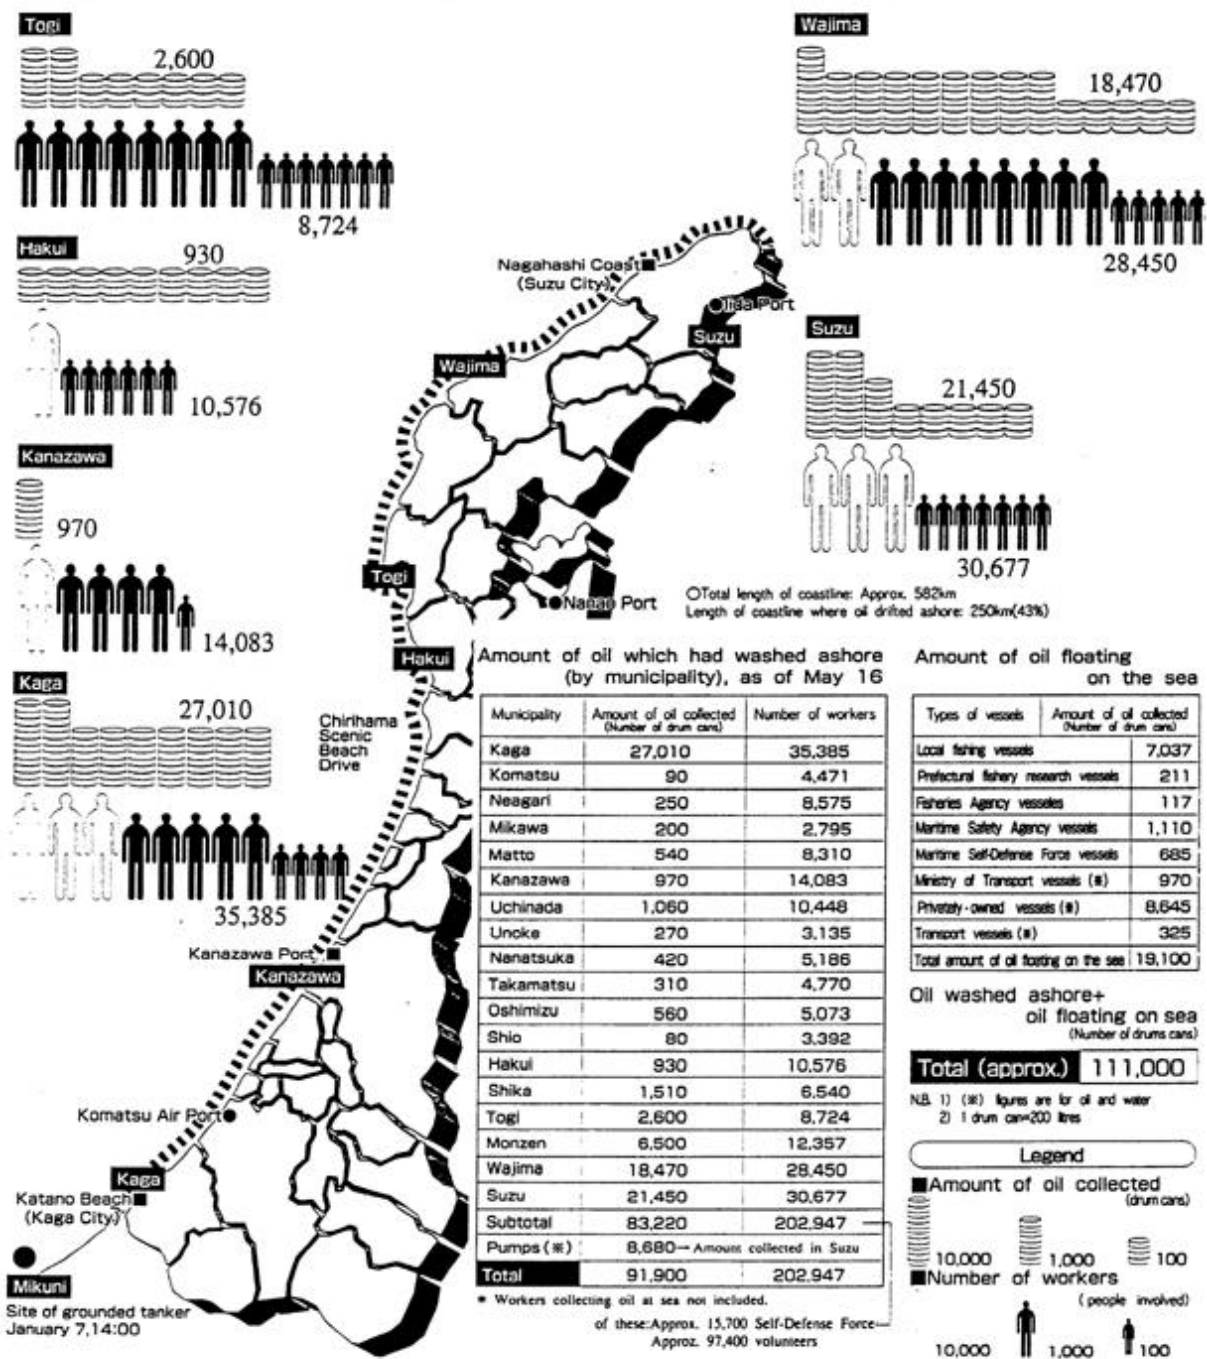 Togi
2,600
8,724
Hakui
930
10,576
Kanazawa
970
14,083
Kaga
27,010
35,385
Wajima
18,470
28,450
Suzu
21,450
30,677
Nagahashi Coast
(Suzu City)
Iida Port
Suzu
Wajima
Togi
Nanao Port
Hakui
Chirihama
Scenic
Beach
Drive
Kanazawa Port
Kanazawa
Komatsu Air Port
Kaga
Katano Beach
(Kaga City)
Mikuni
Site of grounded tanker
January 7,14:00
○Total length of coastline: Approx. 582km
Length of coastline where oil drifted ashore: 250km(43%)
Amount of oil which had washed ashore
(by municipality), as of May 16
Municipality Amount of oil collected (Number of drum cans) Number of workers
Kaga 27,010 35,385
Komatsu 90 4,471
Neagari 250 8,575
Mikawa 200 2,795
Matto 540 8,310
Kanazawa 970 14,083
Uchinada 1,060 10,448
Unoke 270 3,135
Nanatsuka 420 5,186
Takamatsu 310 4,770
Oshimizu 560 5,073
Shio 80 3,392
Hakui 930 10,576
Shika 1,510 6,540
Togi 2,600 8,724
Monzen 6,500 12,357
Wajima 18,470 28,450
Suzu 21,450 30,677
Subtotal 83,220 202,947
Pumps (※) 8,680→Amount collected in Suzu
Total 91,900 202,947
* Workers collecting oil at sea not included.
of these:Approx. 15,700 Self-Defense Force
Approz. 97,400 volunteers
Amount of oil floating
on the sea
Types of vessels Amount of oil collected (Number of drum cans)
Local fishing vessels 7,037
Prefectural fishery research vessels 211
Fisheries Agency vesseles 117
Maritime Safety Agency vessels 1,110
Maritime Self-Defense Force vessels 685
Ministry of Transport vessels (※) 970
Privately-owned vessels (※) 8,645
Transport vessels (※) 325
Total amount of oil floating on the sea 19,100
Oil washed ashore+
oil floating on sea
(Number of drums cans)
Total (approx.) 111,000
N.B. 1) (※) figures are for oil and water
2) 1 drum can=200 litres
Legend
■Amount of oil collected
(drum cans)
10,000 1,000 100
■Number of workers
(people involved)
10,000 1,000 100